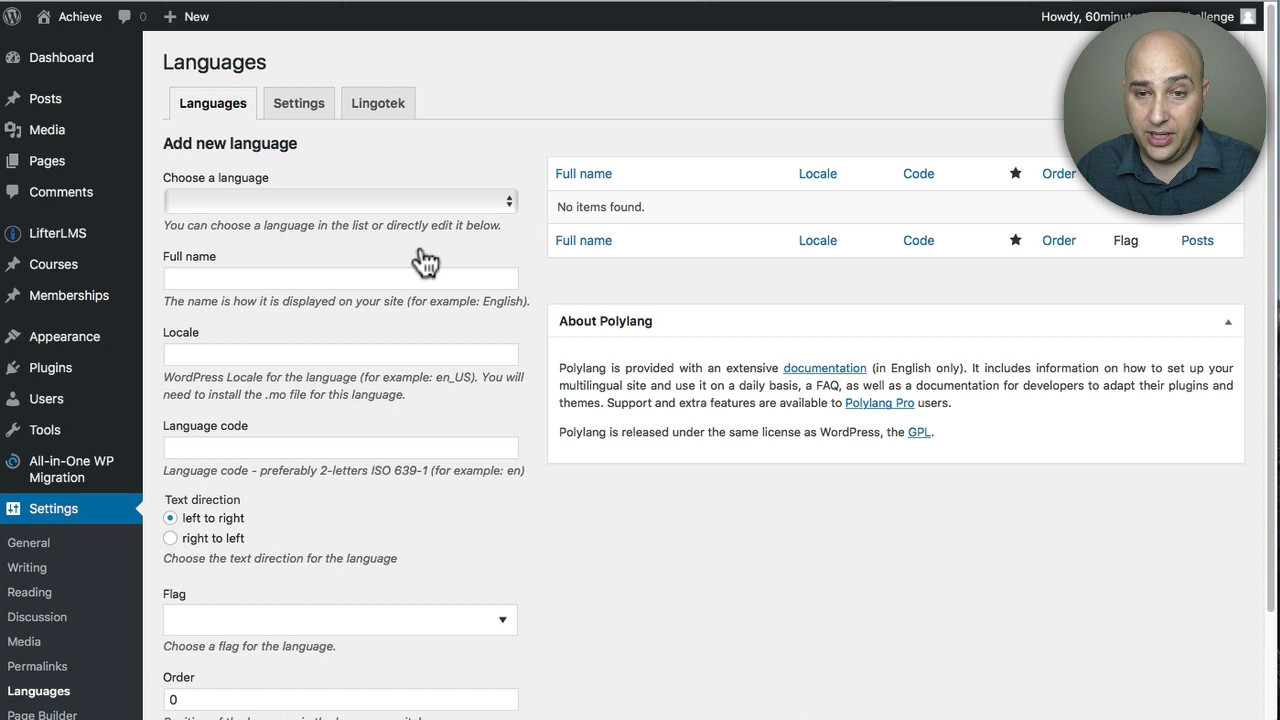 Achieve
0
New
Howdy, 60minut
llenge
Dashboard
Posts
Media
Pages
Comments
LifterLMS
Courses
Memberships
Appearance
Plugins
Users
Tools
All-in-One WP
Migration
Settings
General
Writing
Reading
Discussion
Media
Permalinks
Languages
Page Builder
Languages
Languages
Settings
Lingotek
Add new language
Choose a language
You can choose a language in the list or directly edit it below.
Full name
The name is how it is displayed on your site (for example: English).
Locale
WordPress Locale for the language (for example: en_US). You will
need to install the .mo file for this language.
Language code
Language code - preferably 2-letters ISO 639-1 (for example: en)
Text direction
left to right
right to left
Choose the text direction for the language
Flag
Choose a flag for the language.
Order
0
Full name Locale Code Order
No items found.
Full name Locale Code Order Flag Posts
About Polylang
Polylang is provided with an extensive documentation (in English only). It includes information on how to set up your
multilingual site and use it on a daily basis, a FAQ, as well as a documentation for developers to adapt their plugins and
themes. Support and extra features are available to Polylang Pro users.
Polylang is released under the same license as WordPress, the GPL.